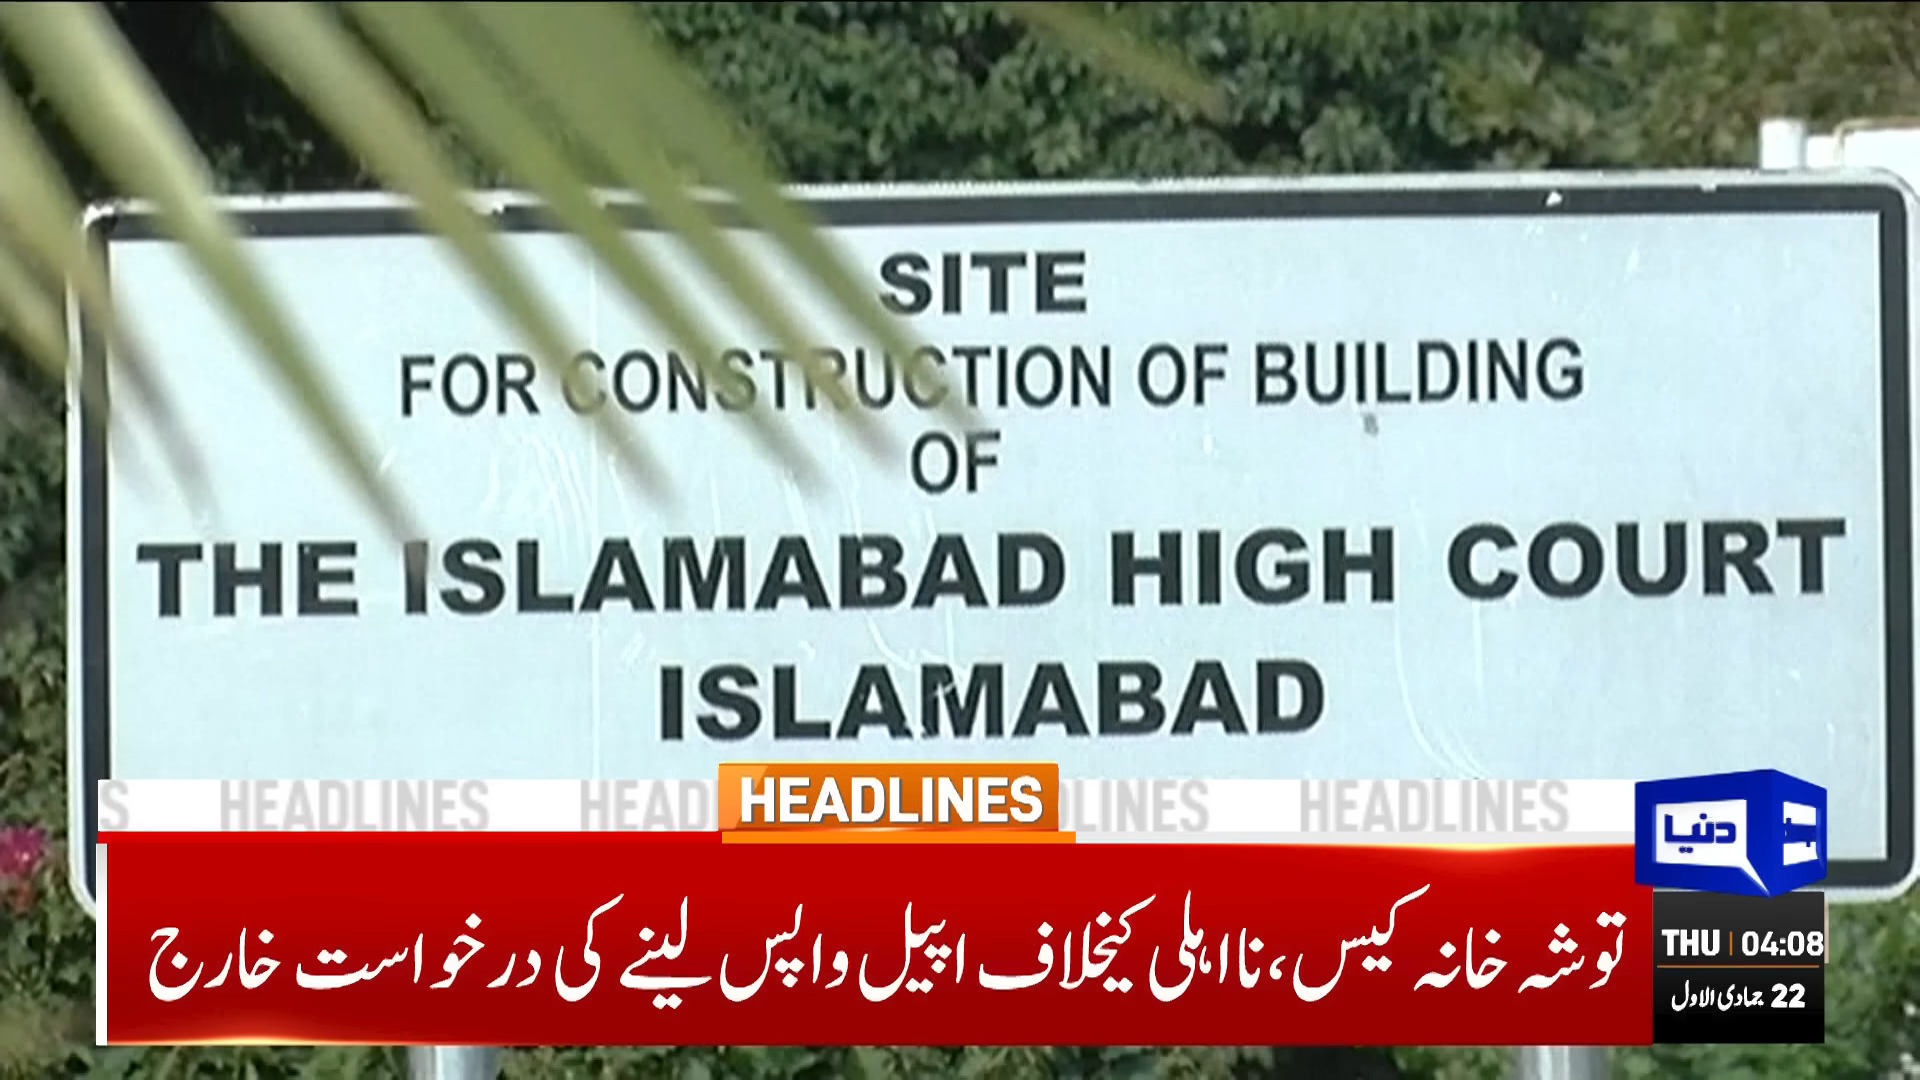 SITE
FOR CONSTRUCTION OF BUILDING
OF
THE ISLAMABAD HIGH COURT
ISLAMABAD
S HEADLINES HEADLINES HEADLINES
HEADLINES
دنیا
توشہ خانہ کیس، نااہلی کیخلاف اپیل واپس لینے کی درخواست خارج
THU 04:08
22 جمادی الاول